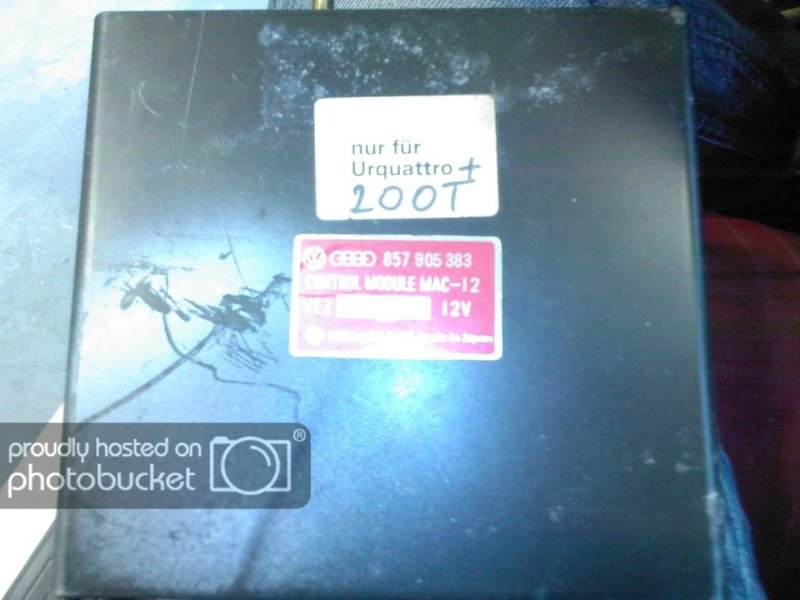 nur für
Urquattro +
200T
857 905 383
CONTROL MODULE MAC-12
VEZ 12V
Made in Japan
proudly hosted on
photobucket